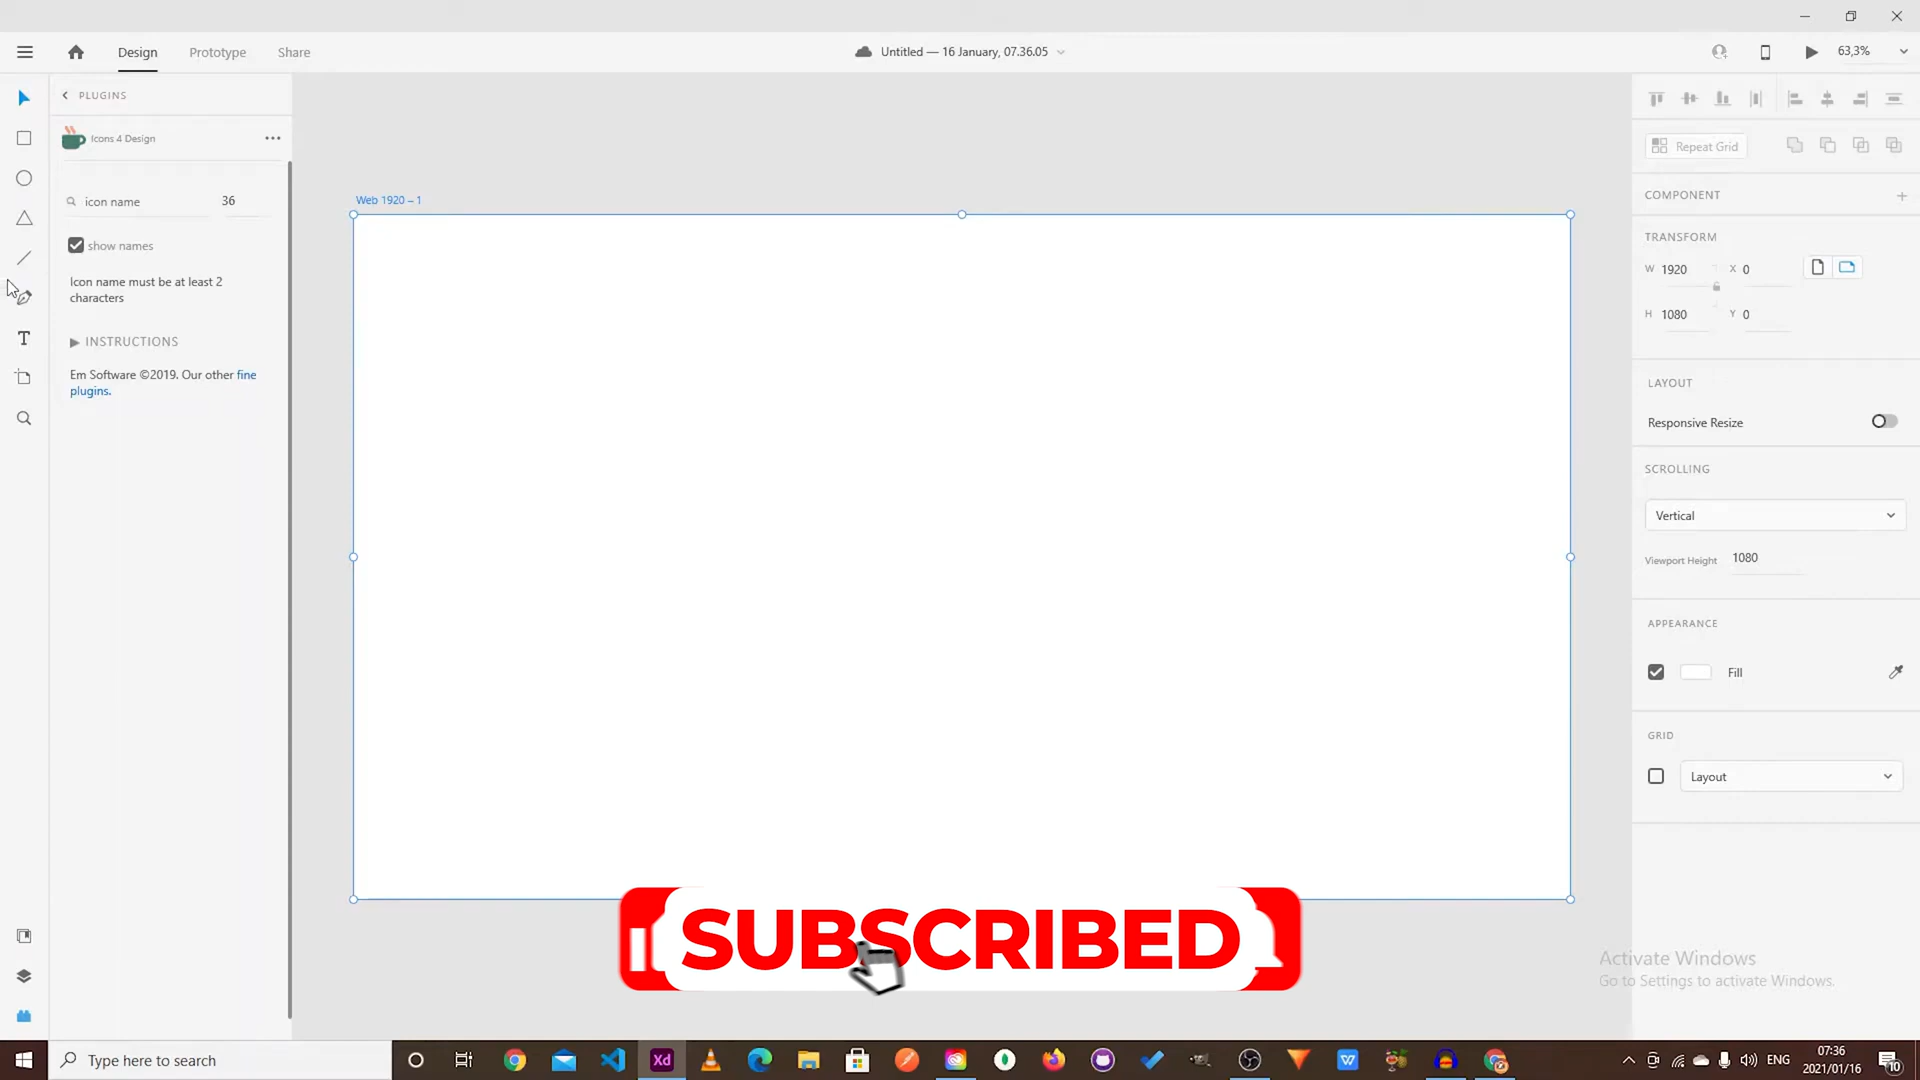 Design Prototype Share
Untitled — 16 January, 07.36.05
63,3%
PLUGINS
Icons 4 Design
icon name 36
show names
Icon name must be at least 2
characters
INSTRUCTIONS
Em Software ©2019. Our other fine
plugins.
T
Web 1920 – 1
Repeat Grid
COMPONENT
TRANSFORM
W 1920 X 0
H 1080 Y 0
LAYOUT
Responsive Resize
SCROLLING
Vertical
Viewport Height 1080
APPEARANCE
Fill
GRID
Layout
SUBSCRIBED
Activate Windows
Go to Settings to activate Windows.
Type here to search
Xd
W
ENG
07:36
2021/01/16
10